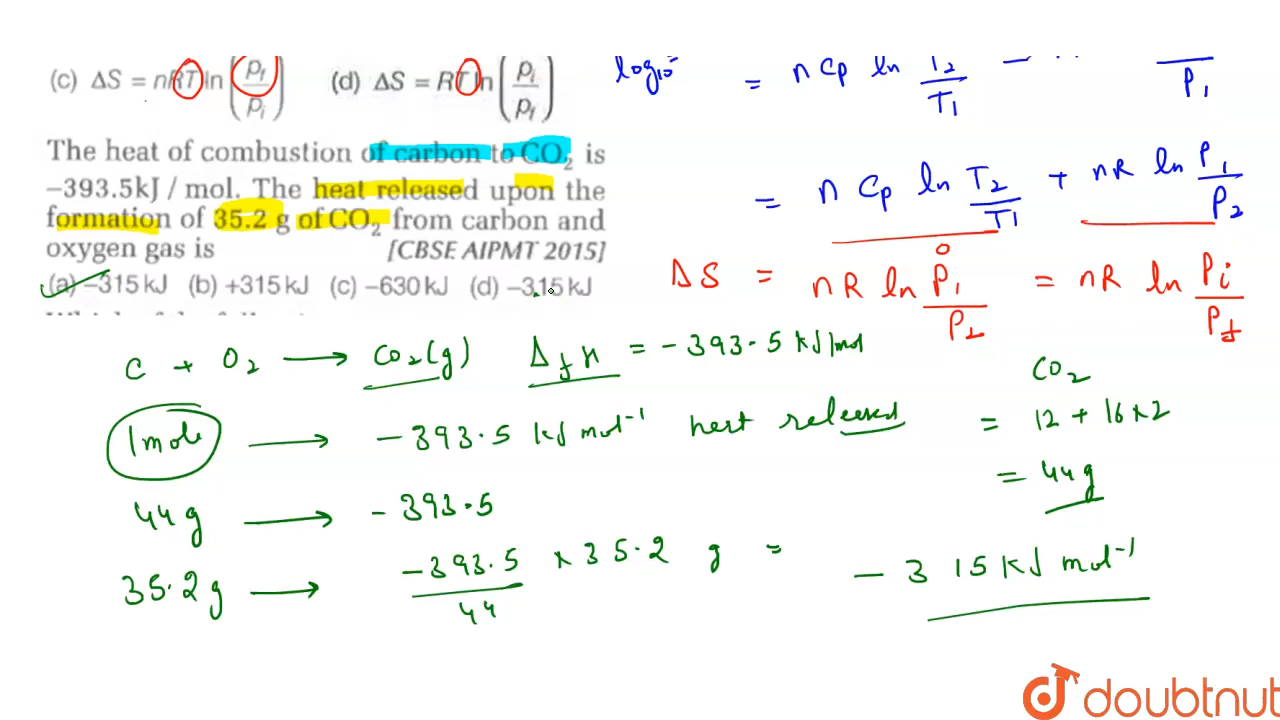 (c) ΔS = nRT ln(pf/pi) (d) ΔS = RT ln(pi/pf)
The heat of combustion of carbon to CO₂ is
−393.5kJ / mol. The heat released upon the
formation of 35.2 g of CO₂ from carbon and
oxygen gas is [CBSE AIPMT 2015]
(a) −315 kJ (b) +315 kJ (c) −630 kJ (d) −3.15 kJ
log10
= n Cp ln T2/T1 − P1
= n Cp ln T2/T1 + nR ln P1/P2
0
ΔS = nR ln P1/P2 = nR ln Pi/Pf
C + O2 → CO2(g) ΔfH = −393.5 kJ/mol
1 mole → −393.5 kJ mol⁻¹ heat released
44g → −393.5
35.2g → −393.5/44 × 35.2 g = −315 kJ mol⁻¹
CO2
= 12 + 16×2
= 44g
doubtnut